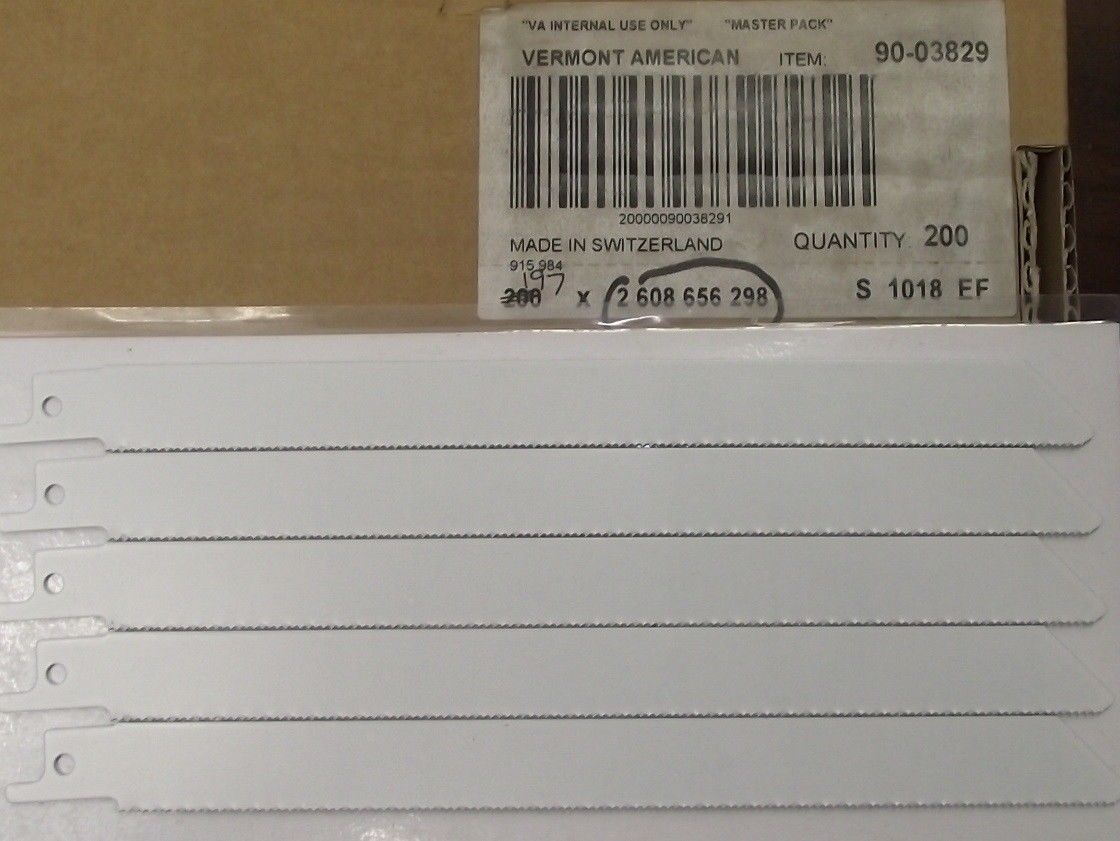 "VA INTERNAL USE ONLY" "MASTER PACK"
VERMONT AMERICAN ITEM: 90-03829
20000090038291
MADE IN SWITZERLAND QUANTITY 200
915 984
197
200 x 2 608 656 298 S 1018 EF